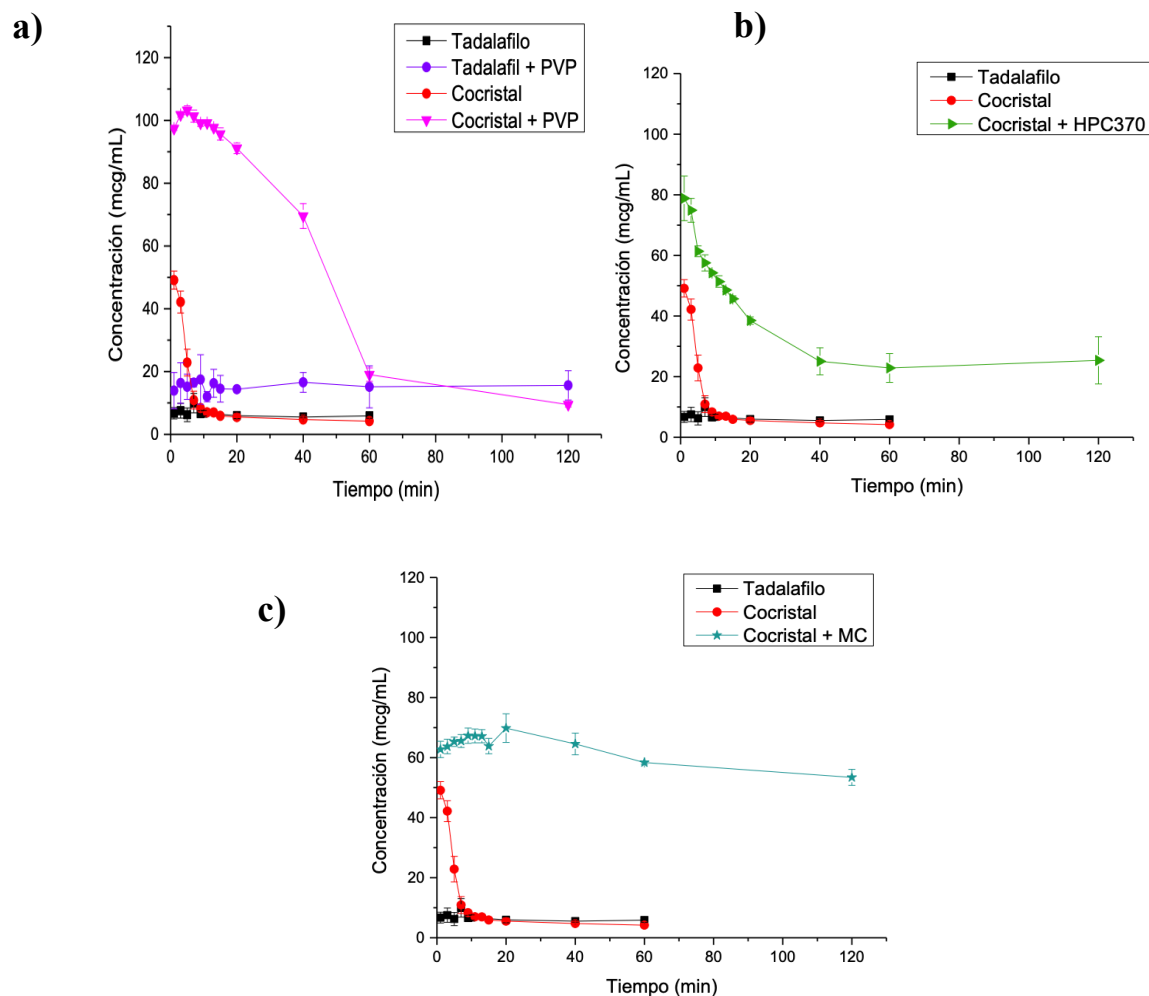 a)
120
100
80
60
40
20
0
Concentración (mcg/mL)
Tadalafilo
Tadalafil + PVP
Cocristal
Cocristal + PVP
0 20 40 60 80 100 120
Tiempo (min)
b)
120
100
80
60
40
20
0
Concentración (mcg/mL)
Tadalafilo
Cocristal
Cocristal + HPC370
0 20 40 60 80 100 120
Tiempo (min)
c)
120
100
80
60
40
20
0
Concentración (mcg/mL)
Tadalafilo
Cocristal
Cocristal + MC
0 20 40 60 80 100 120
Tiempo (min)